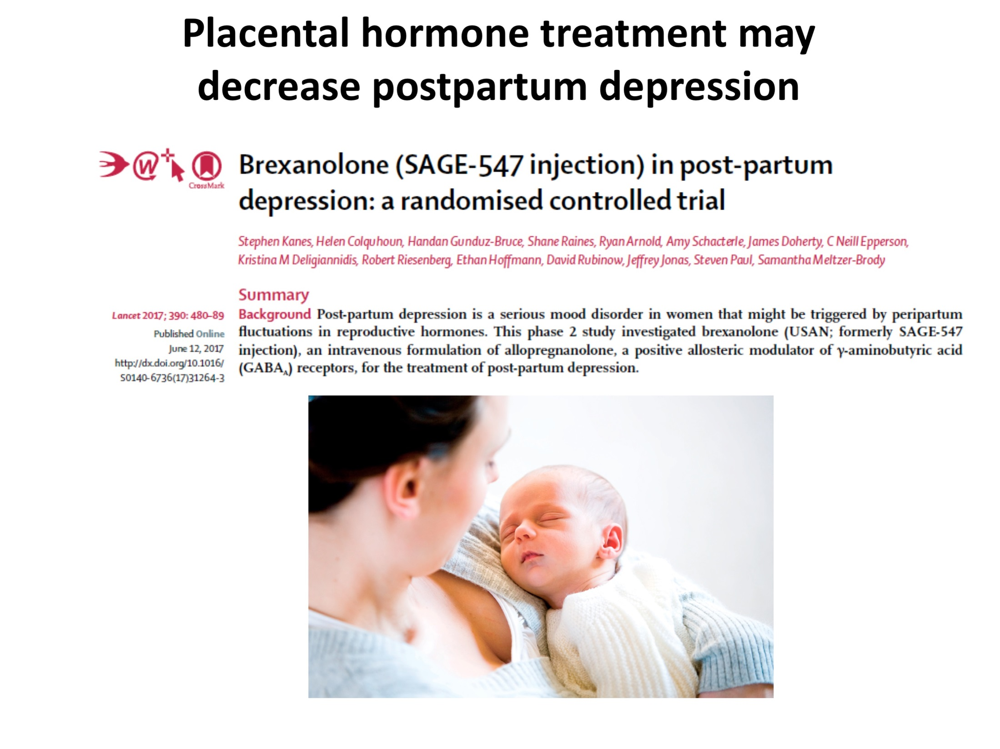 Placental hormone treatment may
decrease postpartum depression
CrossMark
Brexanolone (SAGE-547 injection) in post-partum
depression: a randomised controlled trial
Stephen Kanes, Helen Colquhoun, Handan Gunduz-Bruce, Shane Raines, Ryan Arnold, Amy Schacterle, James Doherty, C Neill Epperson,
Kristina M Deligiannidis, Robert Riesenberg, Ethan Hoffmann, David Rubinow, Jeffrey Jonas, Steven Paul, Samantha Meltzer-Brody
Summary
Lancet 2017; 390: 480–89
Published Online
June 12, 2017
http://dx.doi.org/10.1016/
S0140-6736(17)31264-3
Background Post-partum depression is a serious mood disorder in women that might be triggered by peripartum
fluctuations in reproductive hormones. This phase 2 study investigated brexanolone (USAN; formerly SAGE-547
injection), an intravenous formulation of allopregnanolone, a positive allosteric modulator of γ-aminobutyric acid
(GABA_A) receptors, for the treatment of post-partum depression.